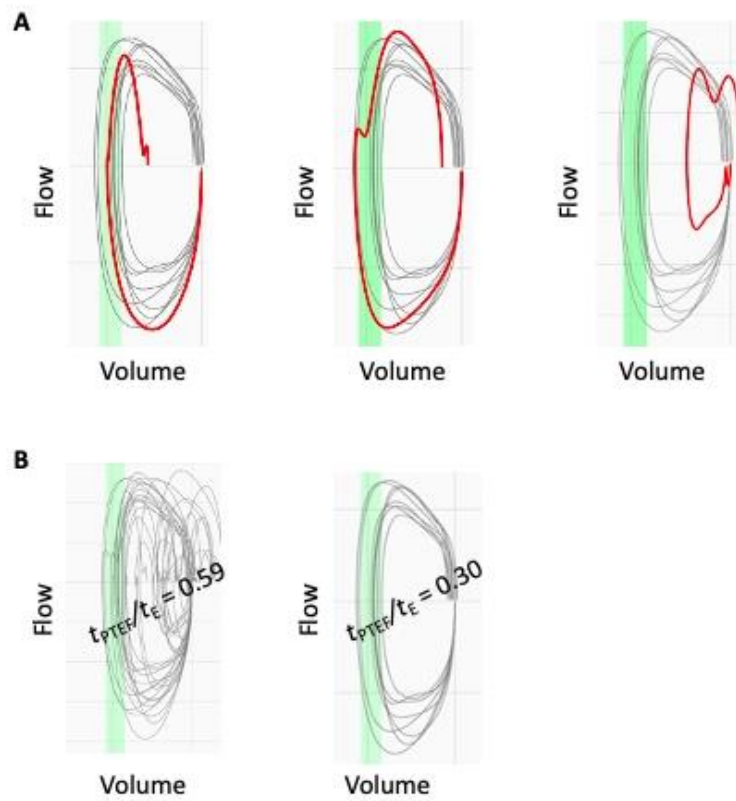 A
Flow
Flow
Flow
Volume
Volume
Volume
B
Flow
tPTEF/tE = 0.59
Flow
tPTEF/tE = 0.30
Volume
Volume